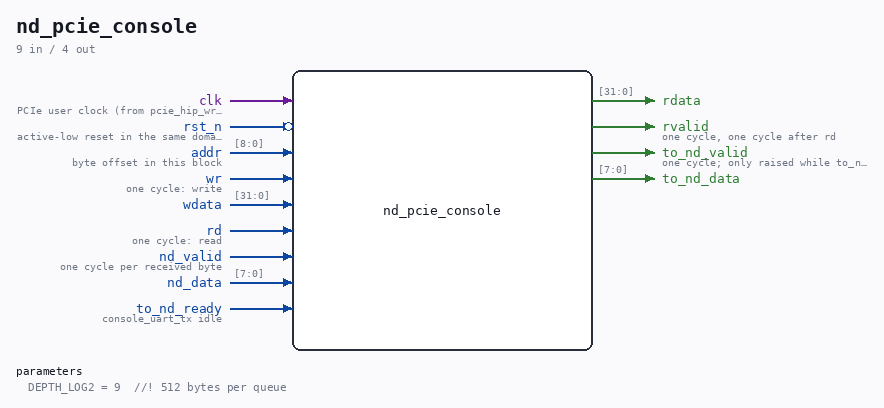 nd_pcie_console
9 in / 4 out
clk
PCIe user clock (from pcie_hip_wr…
rst_n
active-low reset in the same doma…
addr
[8:0]
byte offset in this block
wr
one cycle: write
wdata
[31:0]
rd
one cycle: read
nd_valid
one cycle per received byte
nd_data
[7:0]
to_nd_ready
console_uart_tx idle
nd_pcie_console
[31:0]
rdata
rvalid
one cycle, one cycle after rd
to_nd_valid
one cycle; only raised while to_n…
[7:0]
to_nd_data
parameters
DEPTH_LOG2 = 9  //! 512 bytes per queue